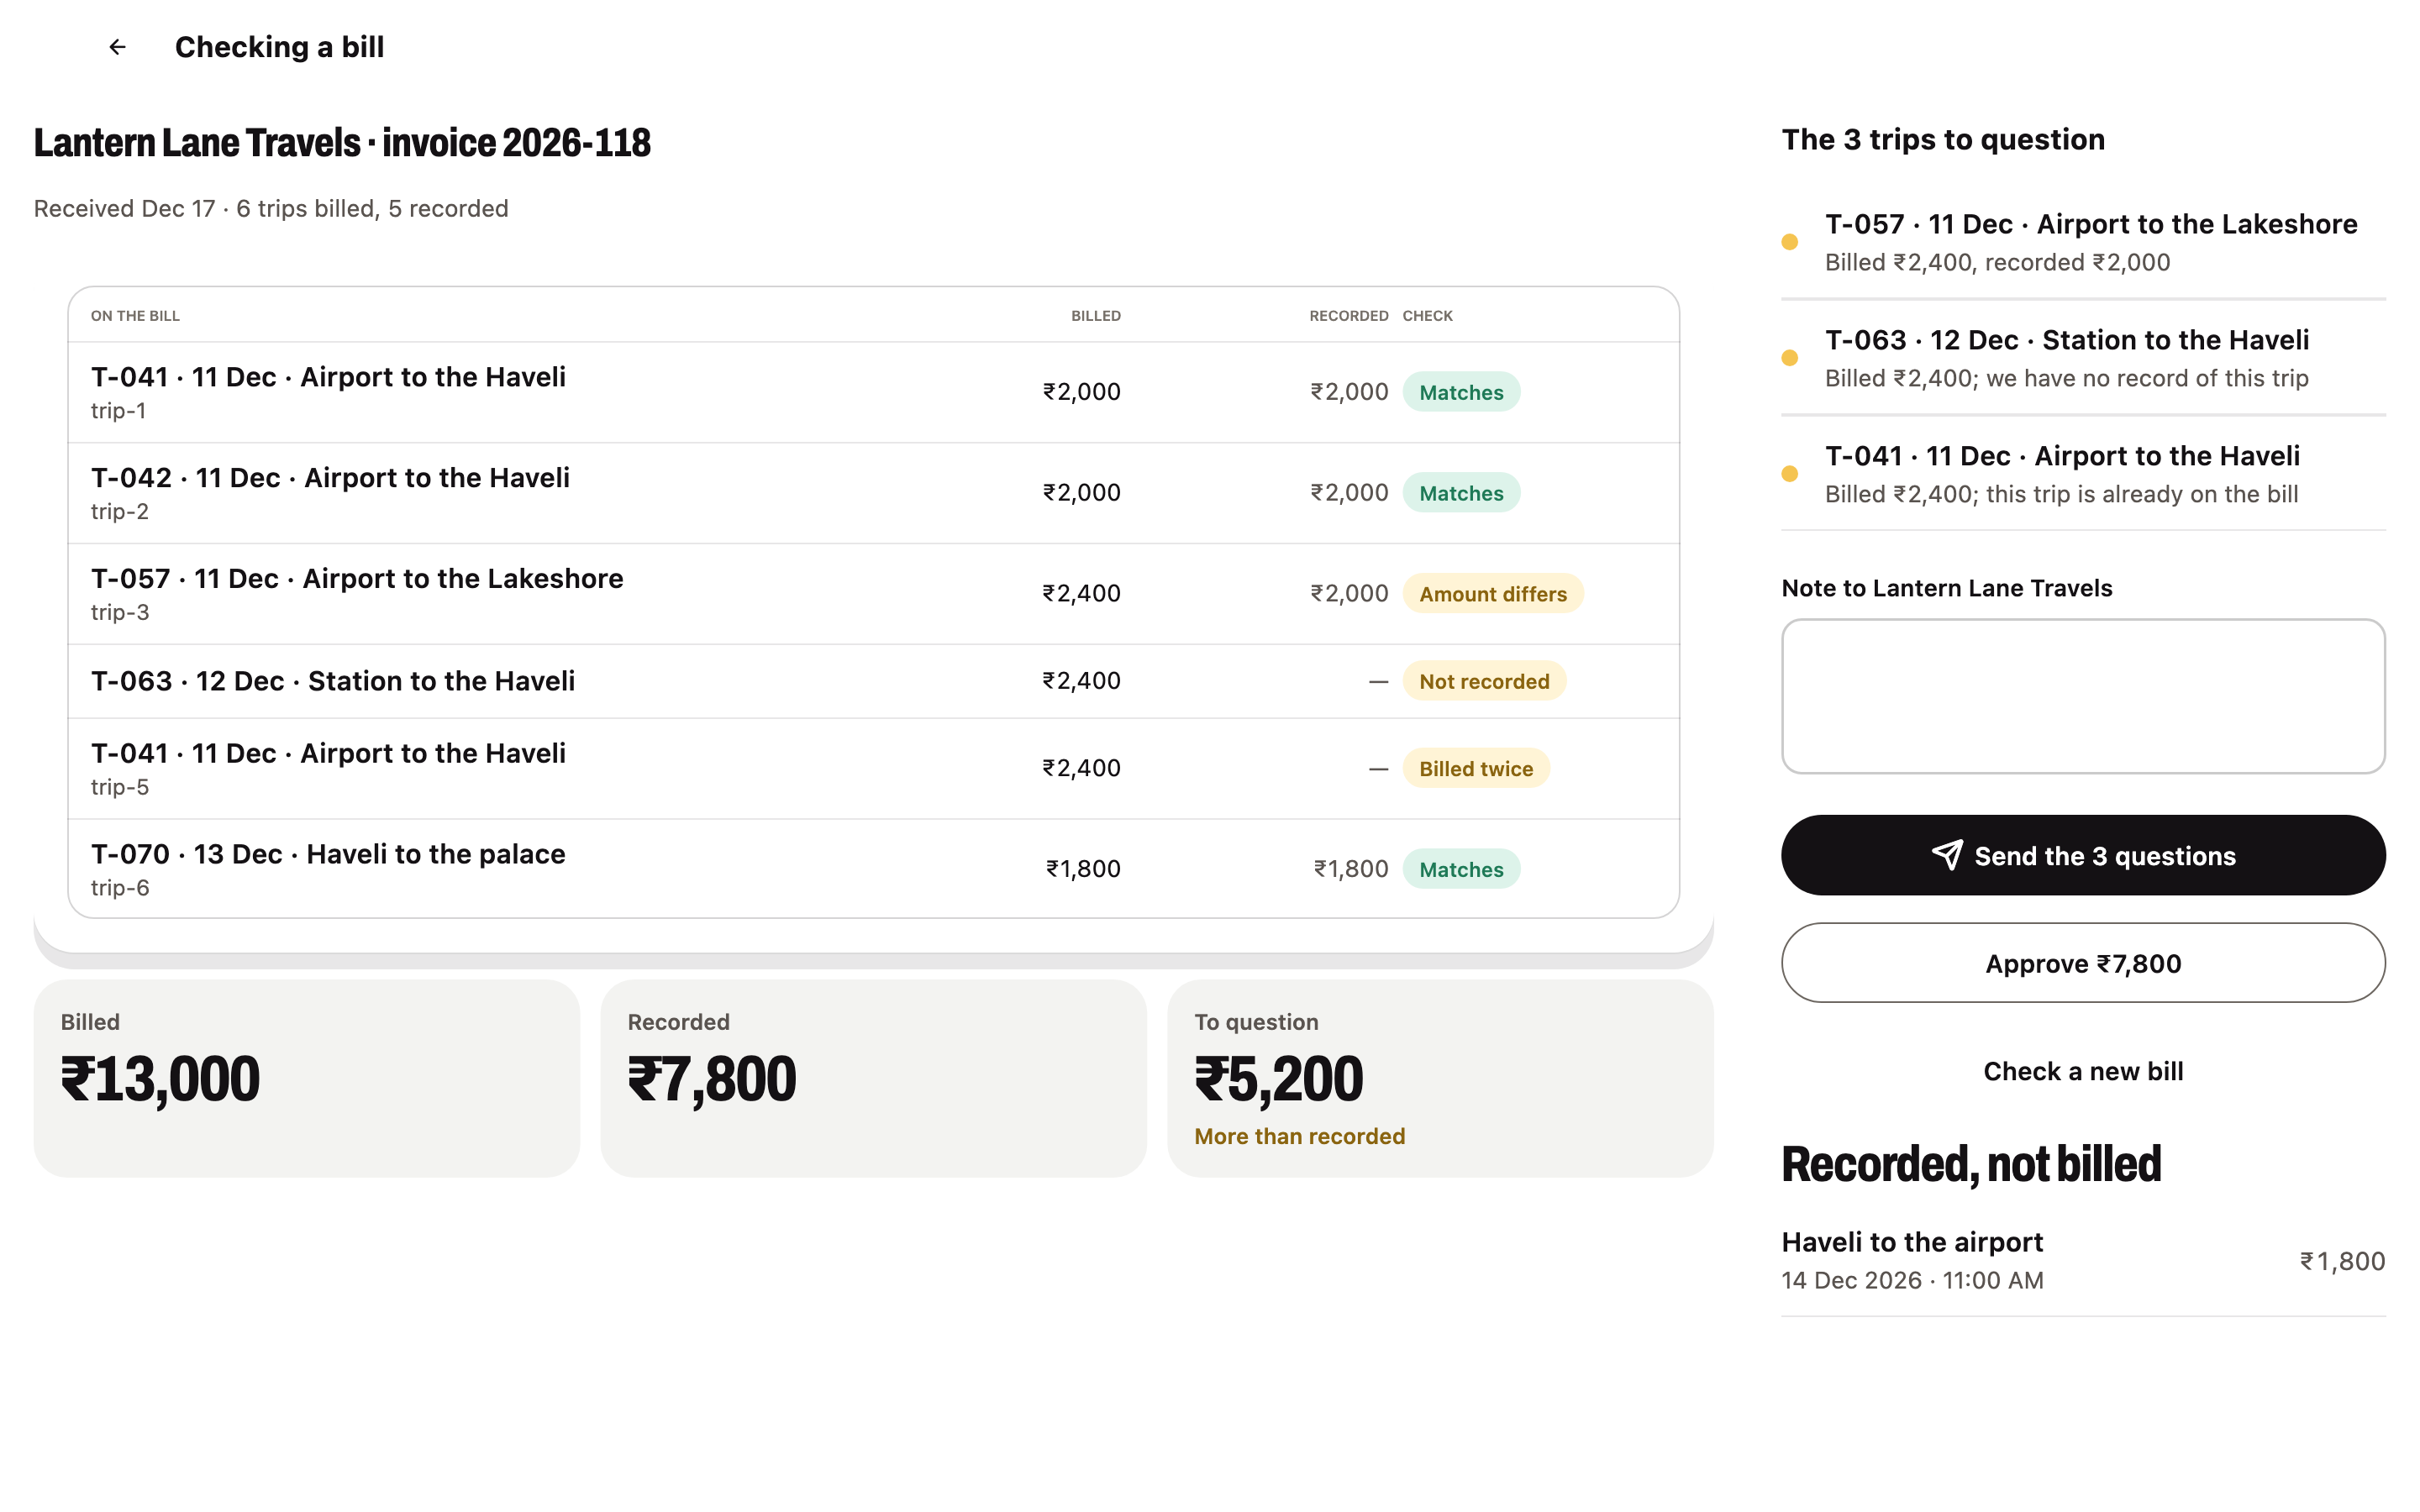 Checking a bill
Lantern Lane Travels · invoice 2026-118
Received Dec 17 · 6 trips billed, 5 recorded
ON THE BILL BILLED RECORDED CHECK
T-041 · 11 Dec · Airport to the Haveli
trip-1
₹2,000 ₹2,000 Matches
T-042 · 11 Dec · Airport to the Haveli
trip-2
₹2,000 ₹2,000 Matches
T-057 · 11 Dec · Airport to the Lakeshore
trip-3
₹2,400 ₹2,000 Amount differs
T-063 · 12 Dec · Station to the Haveli
₹2,400 — Not recorded
T-041 · 11 Dec · Airport to the Haveli
trip-5
₹2,400 — Billed twice
T-070 · 13 Dec · Haveli to the palace
trip-6
₹1,800 ₹1,800 Matches
Billed
₹13,000
Recorded
₹7,800
To question
₹5,200
More than recorded
The 3 trips to question
T-057 · 11 Dec · Airport to the Lakeshore
Billed ₹2,400, recorded ₹2,000
T-063 · 12 Dec · Station to the Haveli
Billed ₹2,400; we have no record of this trip
T-041 · 11 Dec · Airport to the Haveli
Billed ₹2,400; this trip is already on the bill
Note to Lantern Lane Travels
Send the 3 questions
Approve ₹7,800
Check a new bill
Recorded, not billed
Haveli to the airport
14 Dec 2026 · 11:00 AM
₹1,800